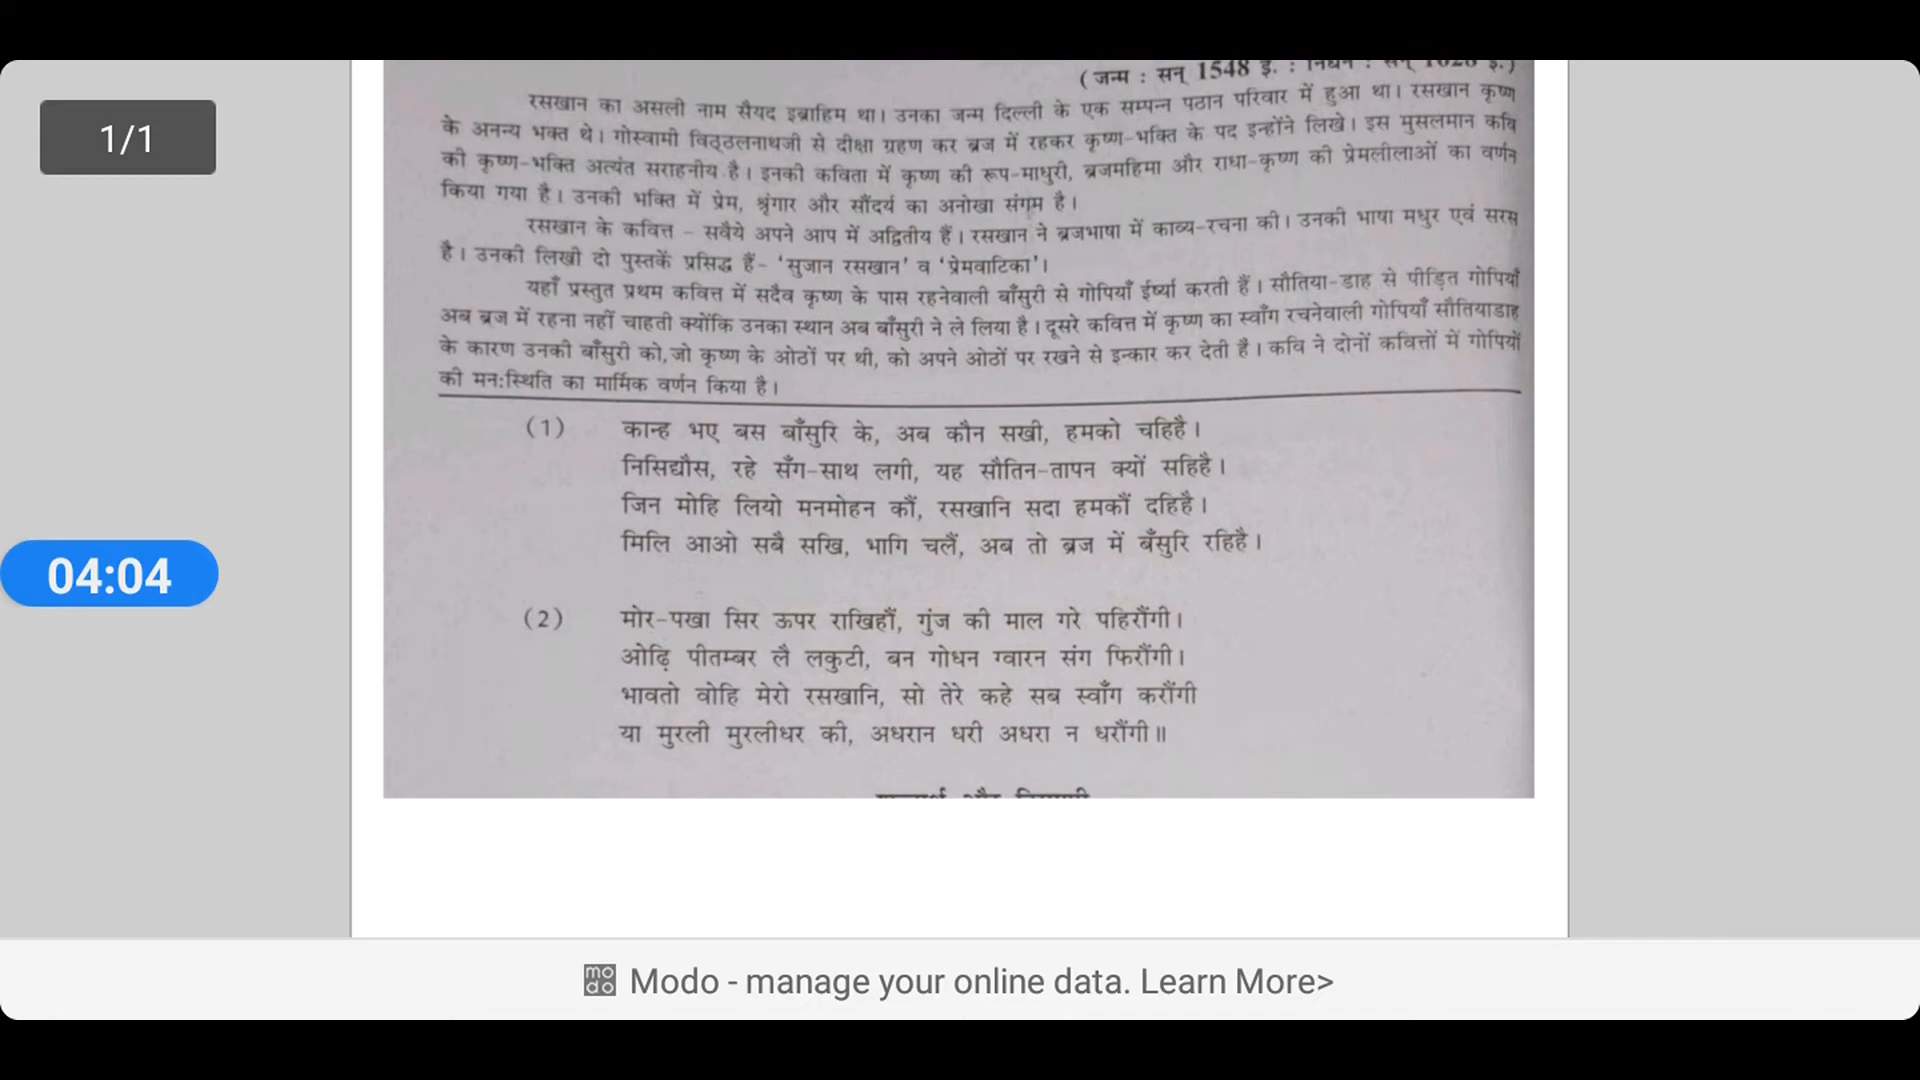 1/1
(जन्म : सन् 1548 ई. : निधन : सन् 1628 ई.)
रसखान का असली नाम सैयद इब्राहिम था। उनका जन्म दिल्ली के एक सम्पन्न पठान परिवार में हुआ था। रसखान कृष्ण
के अनन्य भक्त थे। गोस्वामी विठ्ठलनाथजी से दीक्षा ग्रहण कर ब्रज में रहकर कृष्ण-भक्ति के पद इन्होंने लिखे। इस मुसलमान कवि
की कृष्ण-भक्ति अत्यंत सराहनीय है। इनकी कविता में कृष्ण की रूप-माधुरी, ब्रजमहिमा और राधा-कृष्ण की प्रेमलीलाओं का वर्णन
किया गया है। उनकी भक्ति में प्रेम, श्रृंगार और सौंदर्य का अनोखा संगम है।
रसखान के कवित्त - सवैये अपने आप में अद्वितीय हैं। रसखान ने ब्रजभाषा में काव्य-रचना की। उनकी भाषा मधुर एवं सरस
है। उनकी लिखी दो पुस्तकें प्रसिद्ध हैं- 'सुजान रसखान' व 'प्रेमवाटिका'।
यहाँ प्रस्तुत प्रथम कवित्त में सदैव कृष्ण के पास रहनेवाली बाँसुरी से गोपियाँ ईर्ष्या करती हैं। सौतिया-डाह से पीड़ित गोपियाँ
अब ब्रज में रहना नहीं चाहती क्योंकि उनका स्थान अब बाँसुरी ने ले लिया है। दूसरे कवित्त में कृष्ण का स्वाँग रचनेवाली गोपियाँ सौतियाडाह
के कारण उनकी बाँसुरी को, जो कृष्ण के ओठों पर थी, को अपने ओठों पर रखने से इन्कार कर देती हैं। कवि ने दोनों कवित्तों में गोपियों
की मन:स्थिति का मार्मिक वर्णन किया है।
(1) कान्ह भए बस बाँसुरि के, अब कौन सखी, हमको चहिहै।
निसिद्यौस, रहे सँग-साथ लगी, यह सौतिन-तापन क्यों सहिहै।
जिन मोहि लियो मनमोहन कौं, रसखानि सदा हमकौं दहिहै।
मिलि आओ सबै सखि, भागि चलैं, अब तो ब्रज में बँसुरि रहिहै।
04:04
(2) मोर-पखा सिर ऊपर राखिहौं, गुंज की माल गरे पहिरौंगी।
ओढ़ि पीतम्बर लै लकुटी, बन गोधन ग्वारन संग फिरौंगी।
भावतो वोहि मेरो रसखानि, सो तेरे कहे सब स्वाँग करौंगी
या मुरली मुरलीधर की, अधरान धरी अधरा न धरौंगी॥
mo
do
Modo - manage your online data. Learn More>